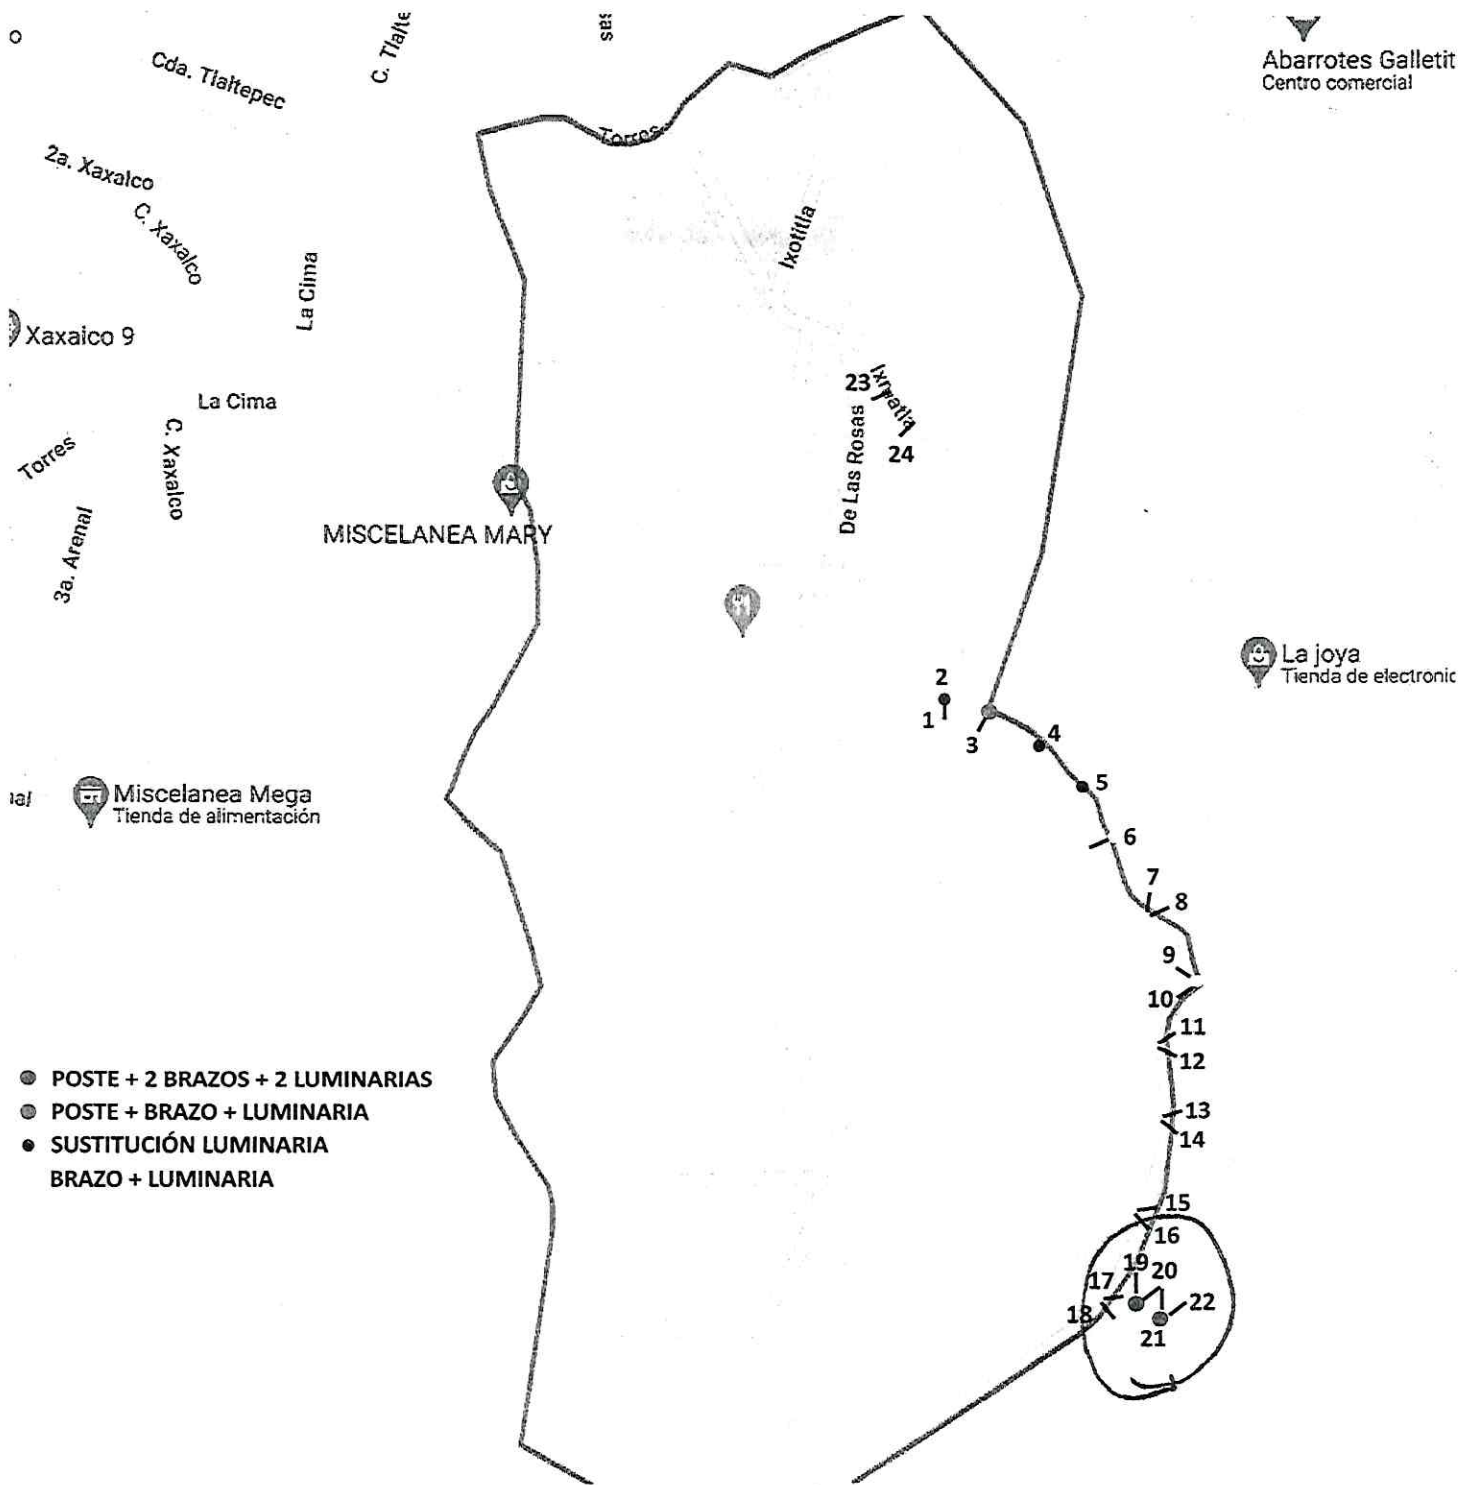 o
Cda. Tlaltepec
C. Tlalte
sas
Abarrotes Galletit
Centro comercial
2a. Xaxalco
C. Xaxalco
Torres
Ixotitla
La Cima
Xaxalco 9
La Cima
Torres
C. Xaxalco
3a. Arenal
23
24
De Las Rosas
MISCELANEA MARY
La joya
Tienda de electronic
2
1
3
4
5
6
7
8
9
10
11
12
13
14
15
16
17
18
19
20
21
22
Miscelanea Mega
Tienda de alimentación
POSTE + 2 BRAZOS + 2 LUMINARIAS
POSTE + BRAZO + LUMINARIA
SUSTITUCIÓN LUMINARIA
BRAZO + LUMINARIA